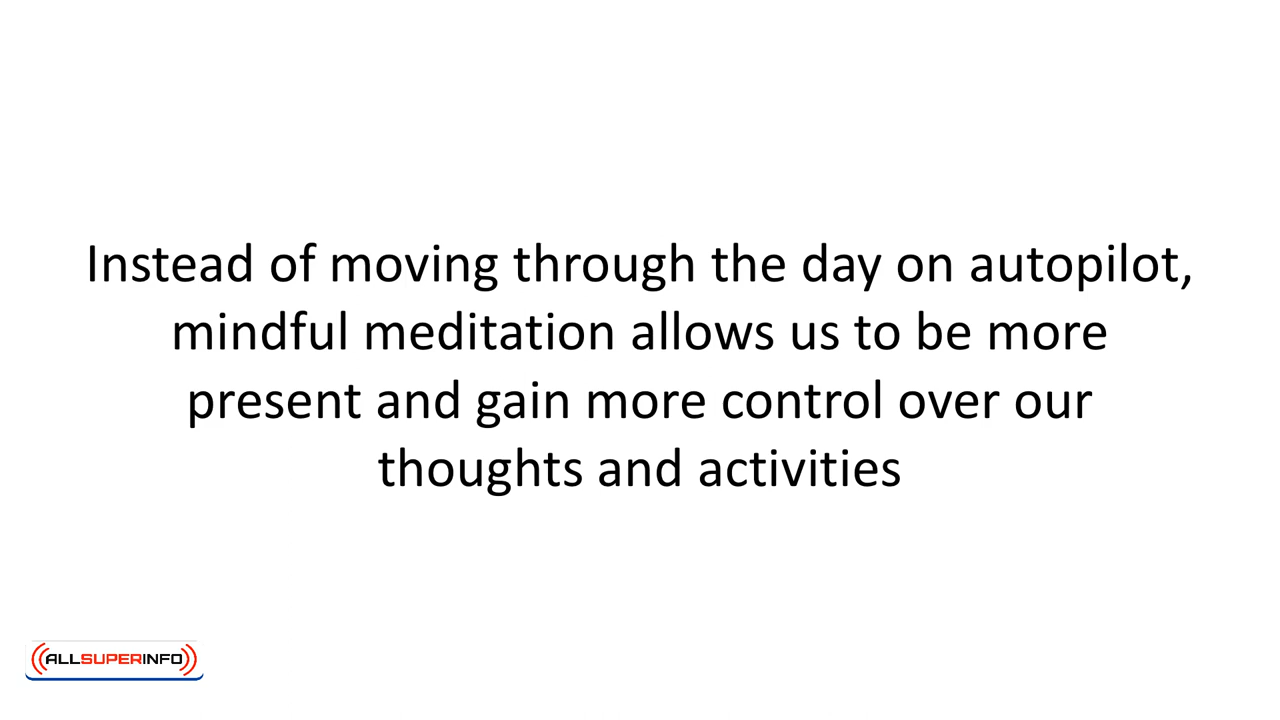 Instead of moving through the day on autopilot,
mindful meditation allows us to be more
present and gain more control over our
thoughts and activities
ALLSUPERINFO